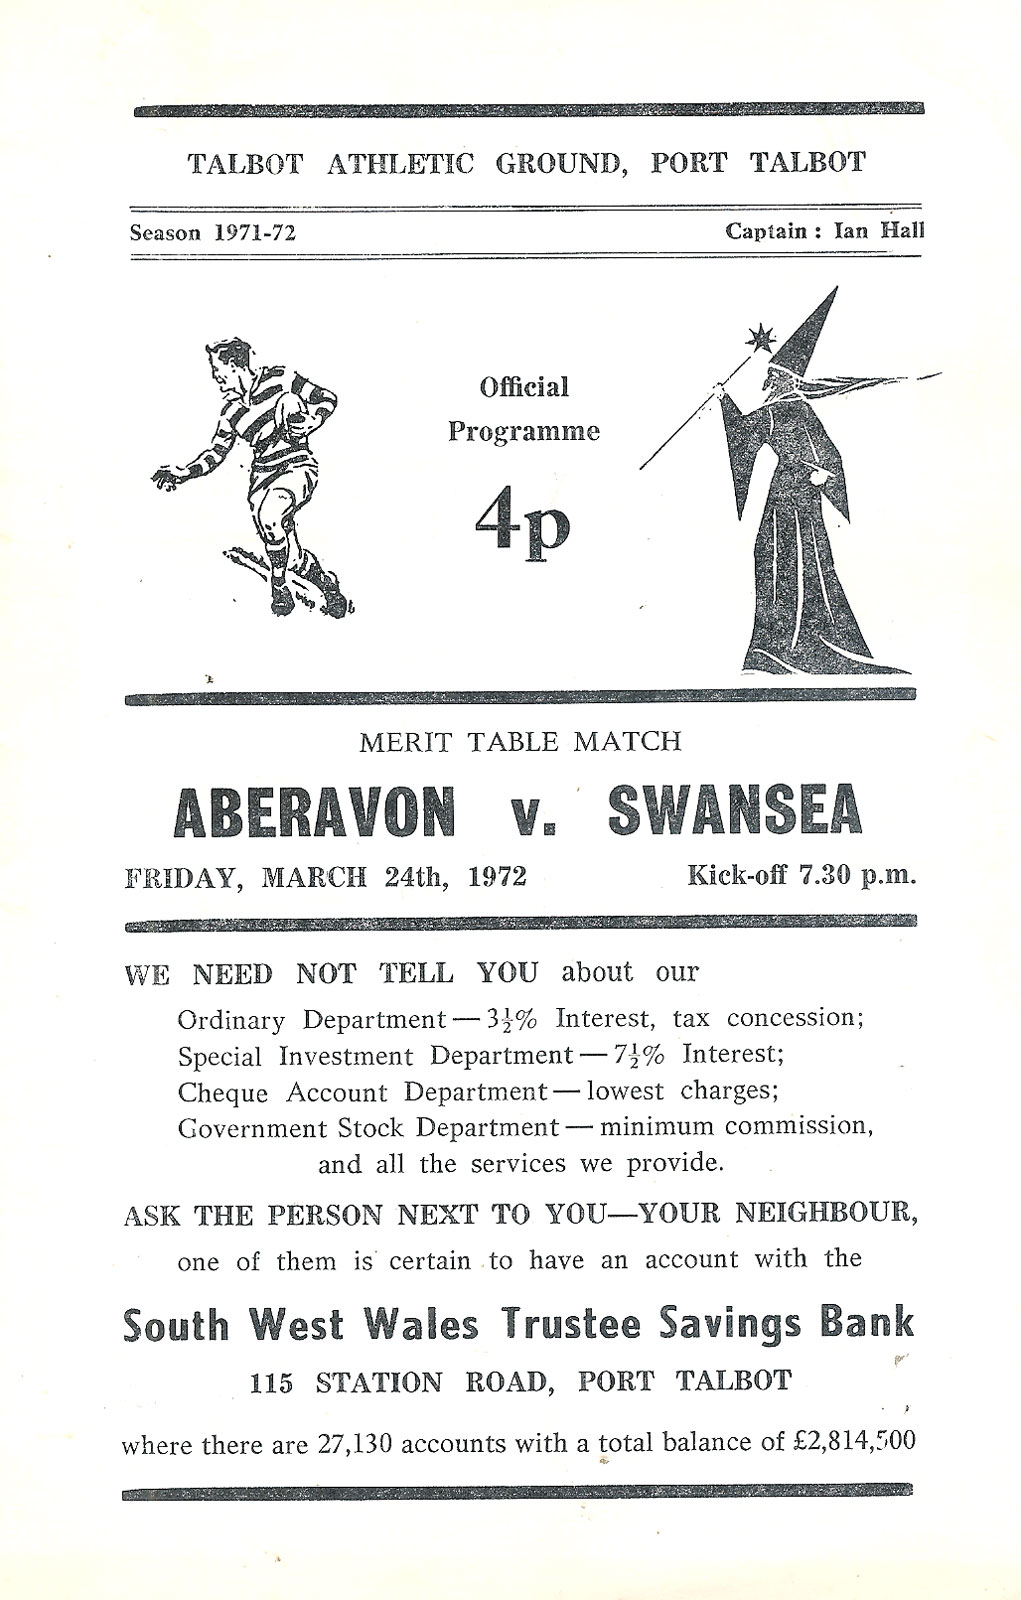 TALBOT ATHLETIC GROUND, PORT TALBOT
Season 1971-72 Captain : Ian Hall
Official
Programme
4p
MERIT TABLE MATCH
ABERAVON v. SWANSEA
FRIDAY, MARCH 24th, 1972 Kick-off 7.30 p.m.
WE NEED NOT TELL YOU about our
Ordinary Department — 3½% Interest, tax concession;
Special Investment Department — 7½% Interest;
Cheque Account Department — lowest charges;
Government Stock Department — minimum commission,
and all the services we provide.
ASK THE PERSON NEXT TO YOU—YOUR NEIGHBOUR,
one of them is certain to have an account with the
South West Wales Trustee Savings Bank
115 STATION ROAD, PORT TALBOT
where there are 27,130 accounts with a total balance of £2,814,500